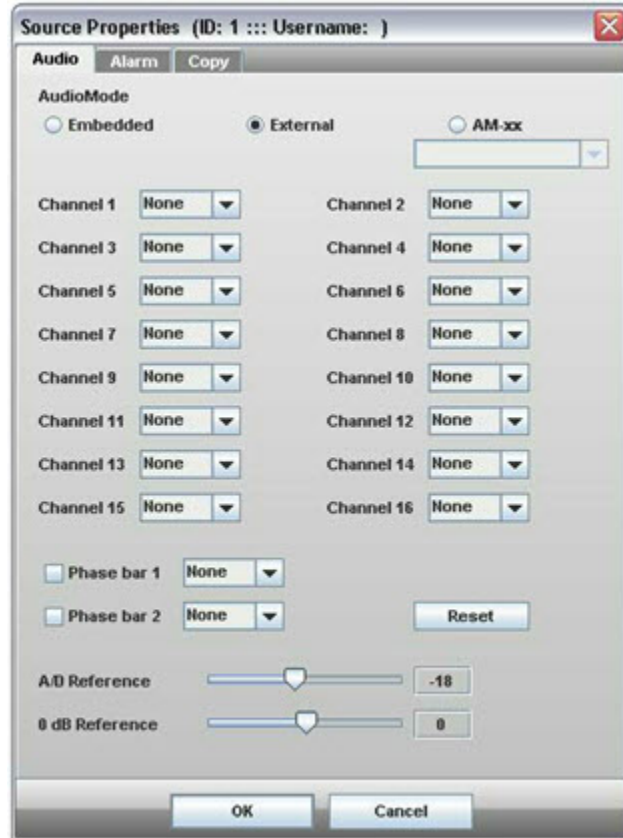 Source Properties (ID: 1 ::: Username: )
Audio Alarm Copy
AudioMode
Embedded External AM-xx
Channel 1 None Channel 2 None
Channel 3 None Channel 4 None
Channel 5 None Channel 6 None
Channel 7 None Channel 8 None
Channel 9 None Channel 10 None
Channel 11 None Channel 12 None
Channel 13 None Channel 14 None
Channel 15 None Channel 16 None
Phase bar 1 None
Phase bar 2 None Reset
A/D Reference -18
0 dB Reference 0
OK Cancel